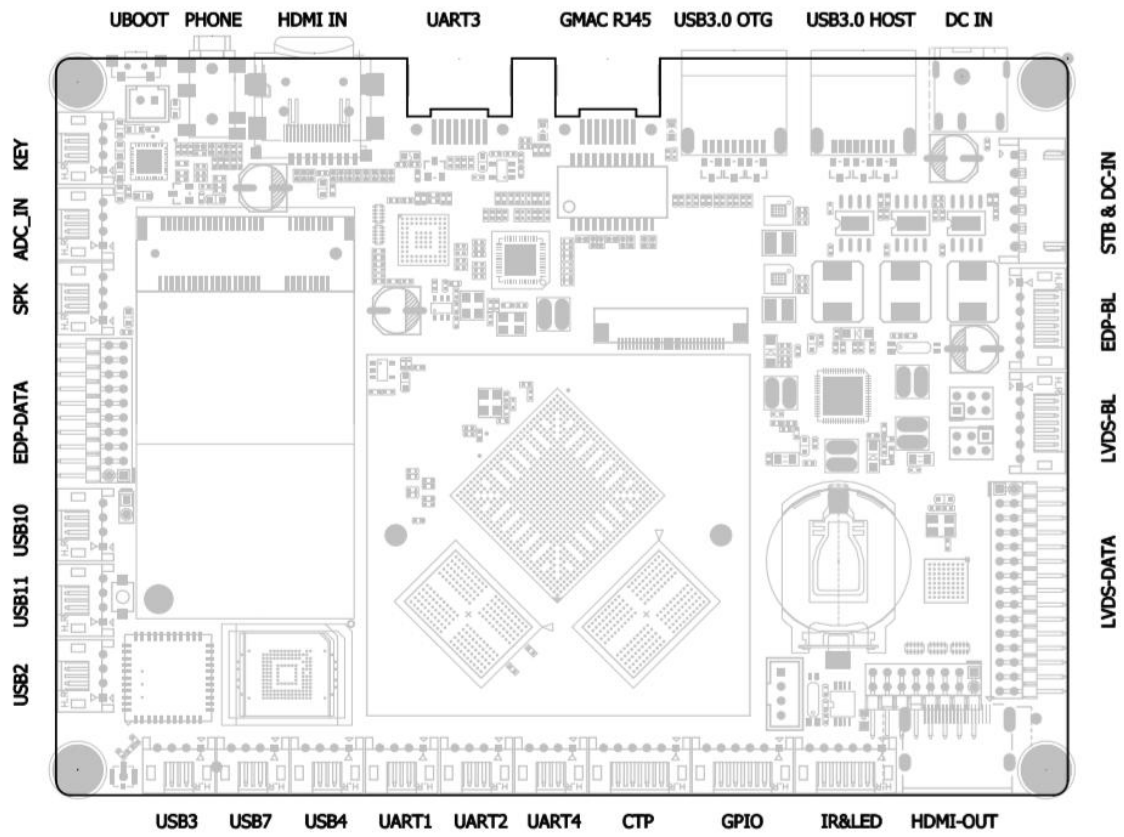 UBOOT PHONE HDMI IN UART3 GMAC RJ45 USB3.0 OTG USB3.0 HOST DC IN
KEY
ADC_IN
SPK
EDP-DATA
USB10
USB11
USB2
STB & DC-IN
EDP-BL
LVDS-BL
LVDS-DATA
USB3 USB7 USB4 UART1 UART2 UART4 CTP GPIO IR&LED HDMI-OUT